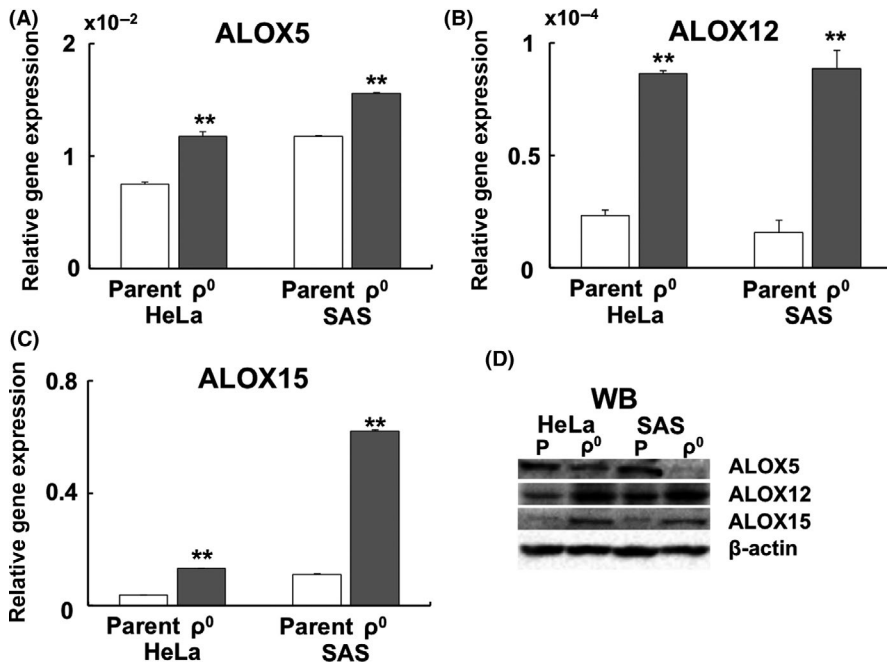 (A)
x10⁻²
ALOX5
Relative gene expression
2
1
0
**
**
Parent ρ⁰ Parent ρ⁰
HeLa SAS
(B)
x10⁻⁴
ALOX12
Relative gene expression
1
0.5
0
**
**
Parent ρ⁰ Parent ρ⁰
HeLa SAS
(C)
ALOX15
Relative gene expression
0.8
0.4
0
**
**
Parent ρ⁰ Parent ρ⁰
HeLa SAS
(D)
WB
HeLa SAS
P ρ⁰ P ρ⁰
ALOX5
ALOX12
ALOX15
β-actin